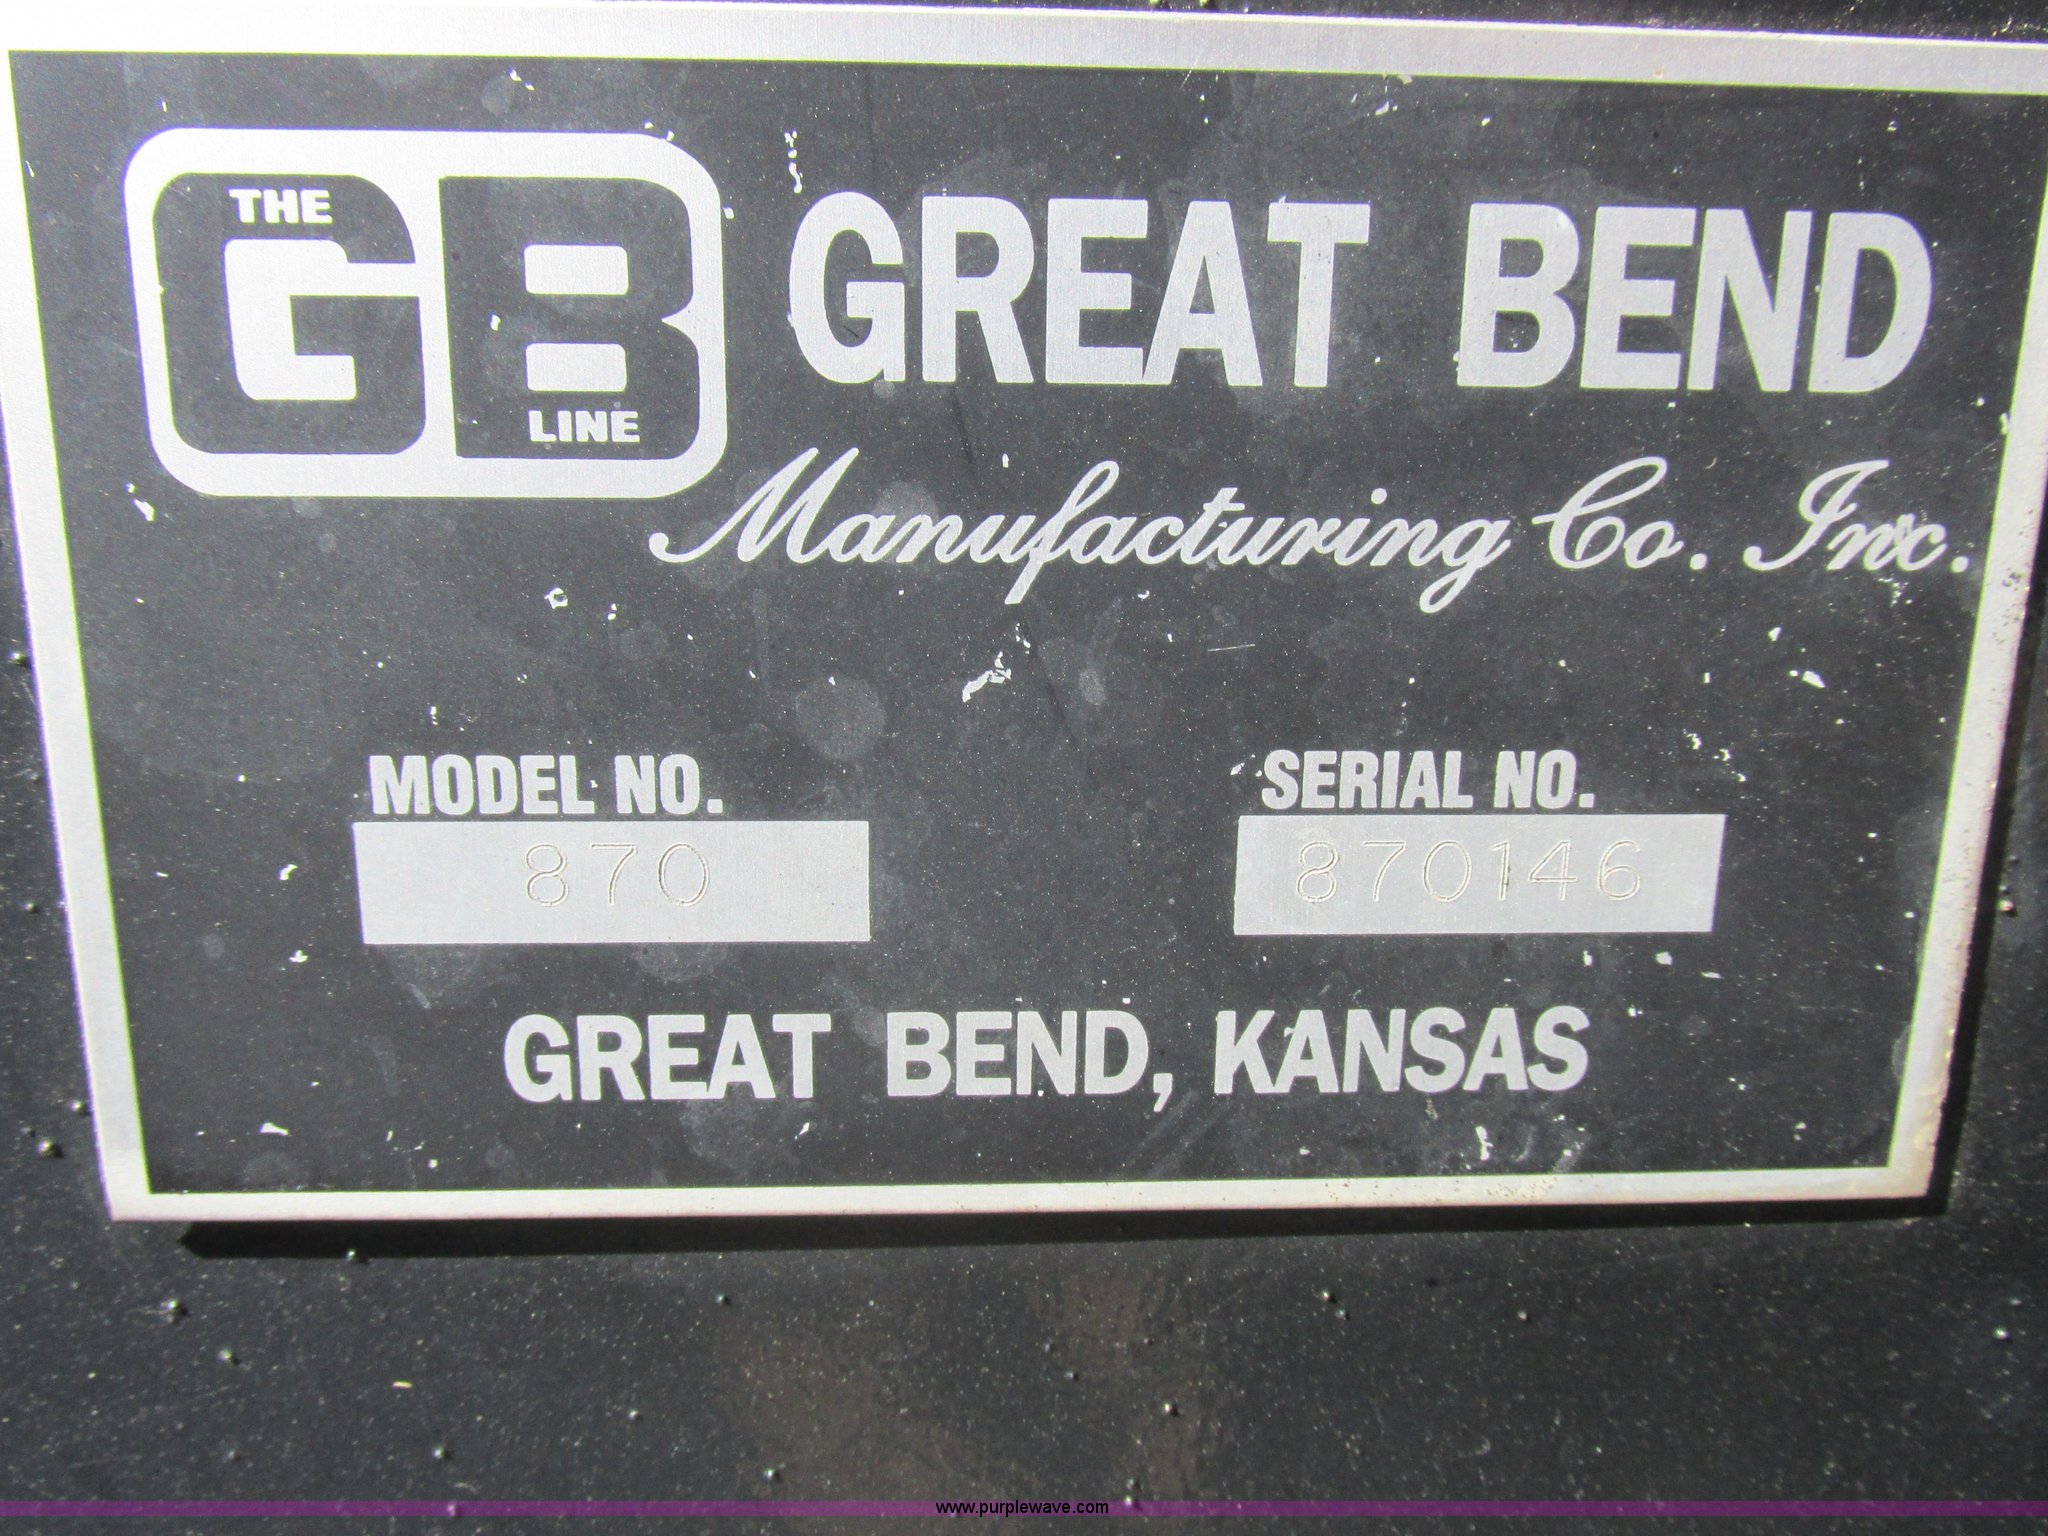 THE
GB
LINE
GREAT BEND
Manufacturing Co. Inc.
MODEL NO. SERIAL NO.
870 870146
GREAT BEND, KANSAS
www.purplewave.com